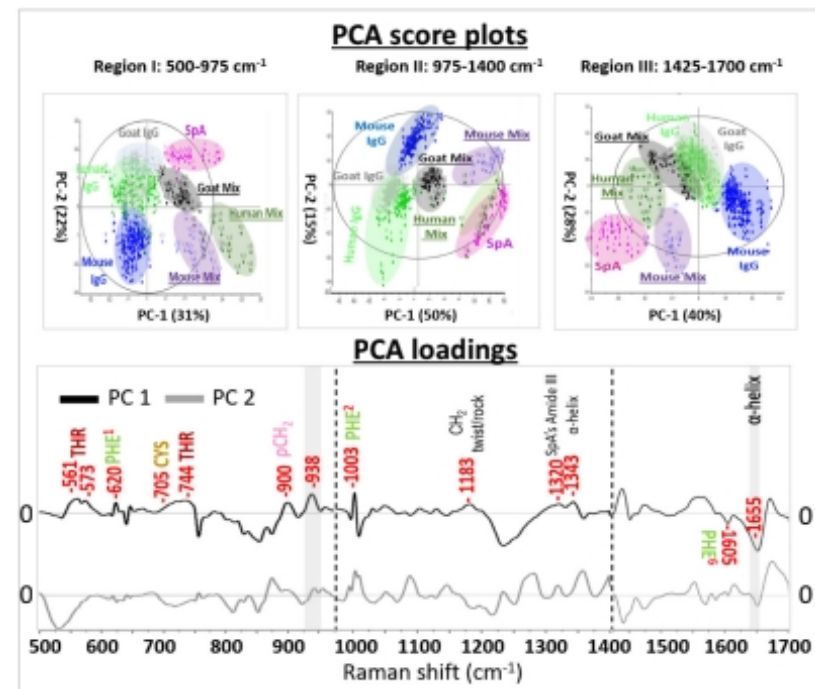 PCA score plots
Region I: 500-975 cm⁻¹
Region II: 975-1400 cm⁻¹
Region III: 1425-1700 cm⁻¹
PC-2 (22%)
Goat IgG
SpA
Human IgG
Goat Mix
Human Mix
Mouse IgG
Mouse Mix
PC-1 (31%)
PC-2 (15%)
Mouse IgG
Mouse Mix
Goat Mix
Goat IgG
Human IgG
Human Mix
SpA
PC-1 (50%)
PC-2 (28%)
Human IgG
Goat Mix
Goat IgG
Human Mix
SpA
Mouse Mix
Mouse IgG
PC-1 (40%)
PCA loadings
PC 1
PC 2
-561 THR
-573
-620 PHE¹
-705 CYS
-744 THR
-900 ρCH₂
-938
-1003 PHE²
- 1183
CH₂
twist/rock
SpA's Amide III
α-helix
-1320
-1343
PHE⁶
-1605
α-helix
-1655
0
0
0
0
500 600 700 800 900 1000 1100 1200 1300 1400 1500 1600 1700
Raman shift (cm⁻¹)